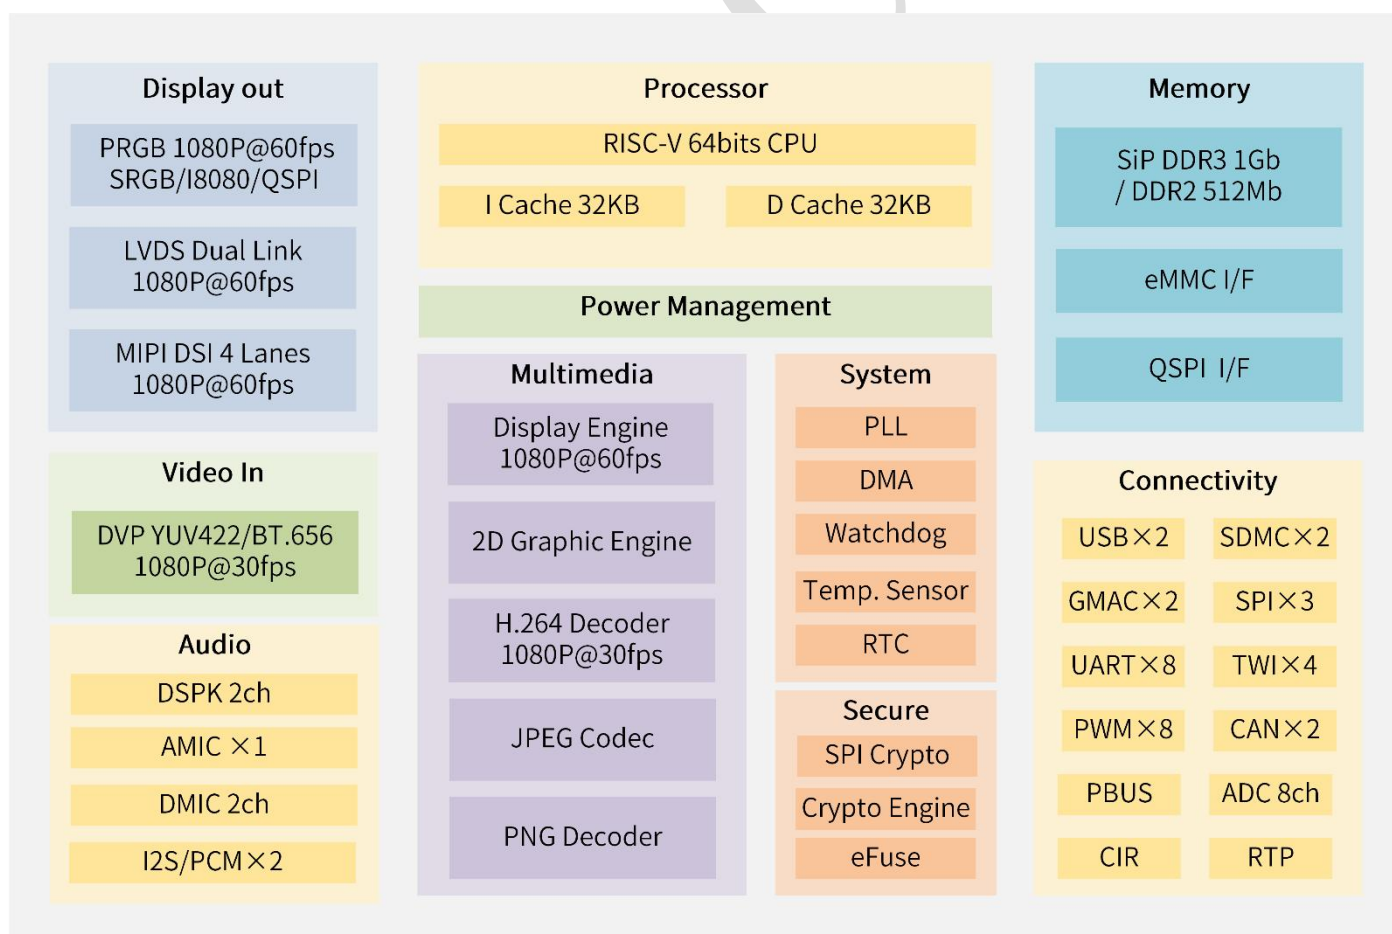 Display out
PRGB 1080P@60fps
SRGB/I8080/QSPI
LVDS Dual Link
1080P@60fps
MIPI DSI 4 Lanes
1080P@60fps
Video In
DVP YUV422/BT.656
1080P@30fps
Audio
DSPK 2ch
AMIC ×1
DMIC 2ch
I2S/PCM×2
Processor
RISC-V 64bits CPU
I Cache 32KB
D Cache 32KB
Power Management
Multimedia
Display Engine
1080P@60fps
2D Graphic Engine
H.264 Decoder
1080P@30fps
JPEG Codec
PNG Decoder
System
PLL
DMA
Watchdog
Temp. Sensor
RTC
Secure
SPI Crypto
Crypto Engine
eFuse
Memory
SiP DDR3 1Gb
/ DDR2 512Mb
eMMC I/F
QSPI I/F
Connectivity
USB×2 SDMC×2
GMAC×2 SPI×3
UART×8 TWI×4
PWM×8 CAN×2
PBUS ADC 8ch
CIR RTP